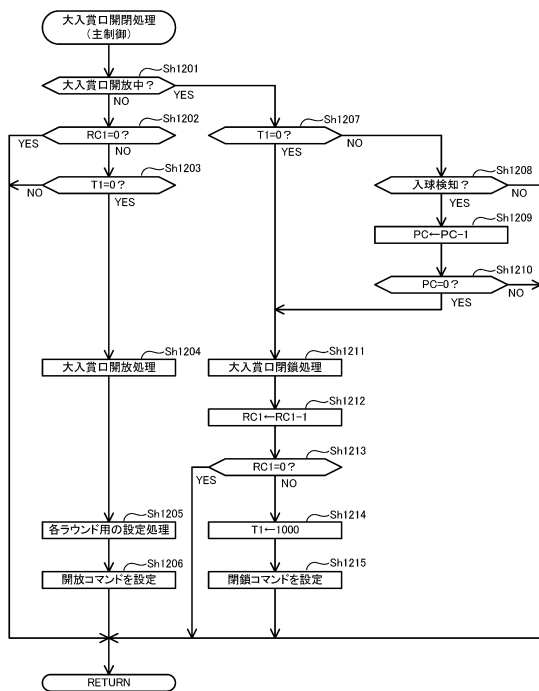 大入賞口開閉処理
(主制御)
Sh1201
大入賞口開放中？
NO
YES
Sh1202
RC1=0？
YES
NO
Sh1203
T1=0？
NO
YES
Sh1207
T1=0？
NO
YES
Sh1208
入球検知？
NO
YES
Sh1209
PC←PC-1
Sh1210
PC=0？
NO
YES
Sh1204
大入賞口開放処理
Sh1211
大入賞口閉鎖処理
Sh1212
RC1←RC1-1
Sh1213
RC1=0？
YES
NO
Sh1205
各ラウンド用の設定処理
Sh1214
T1←1000
Sh1206
開放コマンドを設定
Sh1215
閉鎖コマンドを設定
RETURN